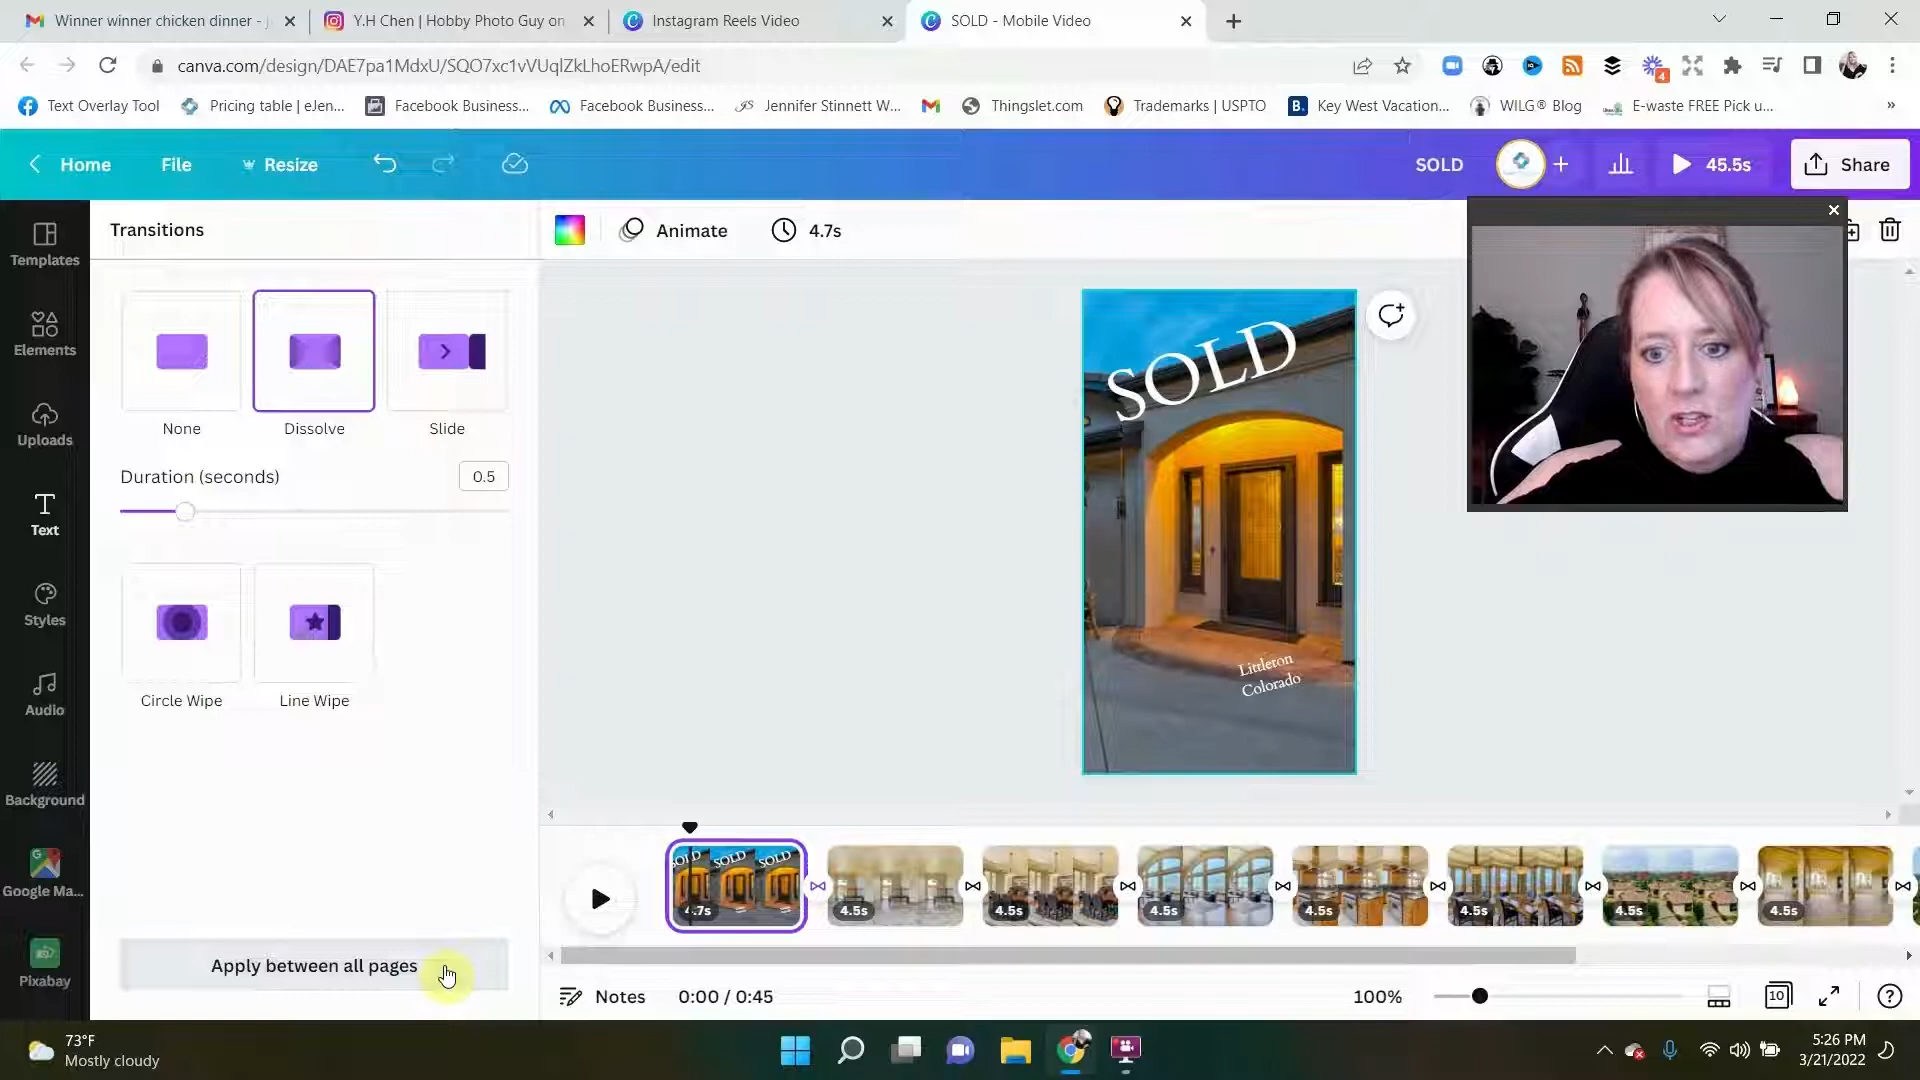 Winner winner chicken dinner - j
Y.H Chen | Hobby Photo Guy on
Instagram Reels Video
SOLD - Mobile Video
canva.com/design/DAE7pa1MdxU/SQO7xc1vVUqlZkLhoERwpA/edit
4
Text Overlay Tool
Pricing table | eJen...
Facebook Business...
Facebook Business...
Jennifer Stinnett W...
Thingslet.com
Trademarks | USPTO
Key West Vacation...
WILG® Blog
E-waste FREE Pick u...
»
Home
File
Resize
SOLD
45.5s
Share
Transitions
Animate
4.7s
Templates
Elements
Uploads
Text
Styles
Audio
Background
Google Ma...
Pixabay
None
Dissolve
Slide
Duration (seconds)
0.5
Circle Wipe
Line Wipe
Apply between all pages
SOLD
Littleton
Colorado
SOLD SOLD SOLD
4.7s
4.5s
4.5s
4.5s
4.5s
4.5s
4.5s
4.5s
Notes
0:00 / 0:45
100%
10
73°F
Mostly cloudy
5:26 PM
3/21/2022